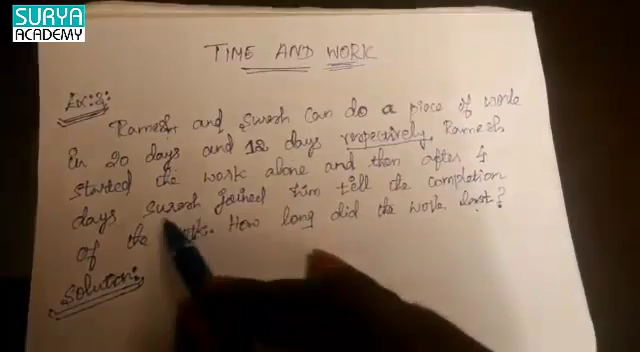 SURYA
ACADEMY
TIME AND WORK
Ex:2:
Ramesh and Suresh can do a piece of work
in 20 days and 12 days respectively. Ramesh
started the work alone and then after 4
days Suresh joined him till the completion
of the work. How long did the work last?
Solution: